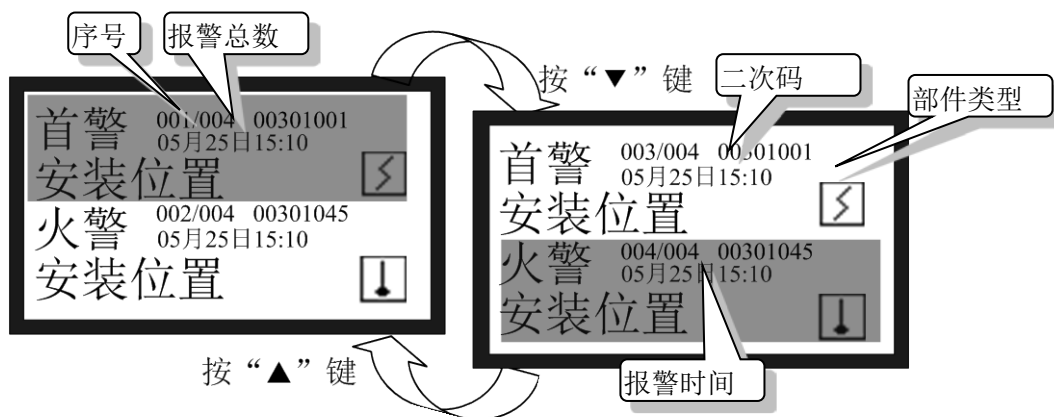 序号
报警总数
首警 001/004 00301001
05月25日15:10
安装位置
火警 002/004 00301045
05月25日15:10
安装位置
按“▼”键
二次码
部件类型
首警 003/004 00301001
05月25日15:10
安装位置
火警 004/004 00301045
05月25日15:10
安装位置
按“▲”键
报警时间